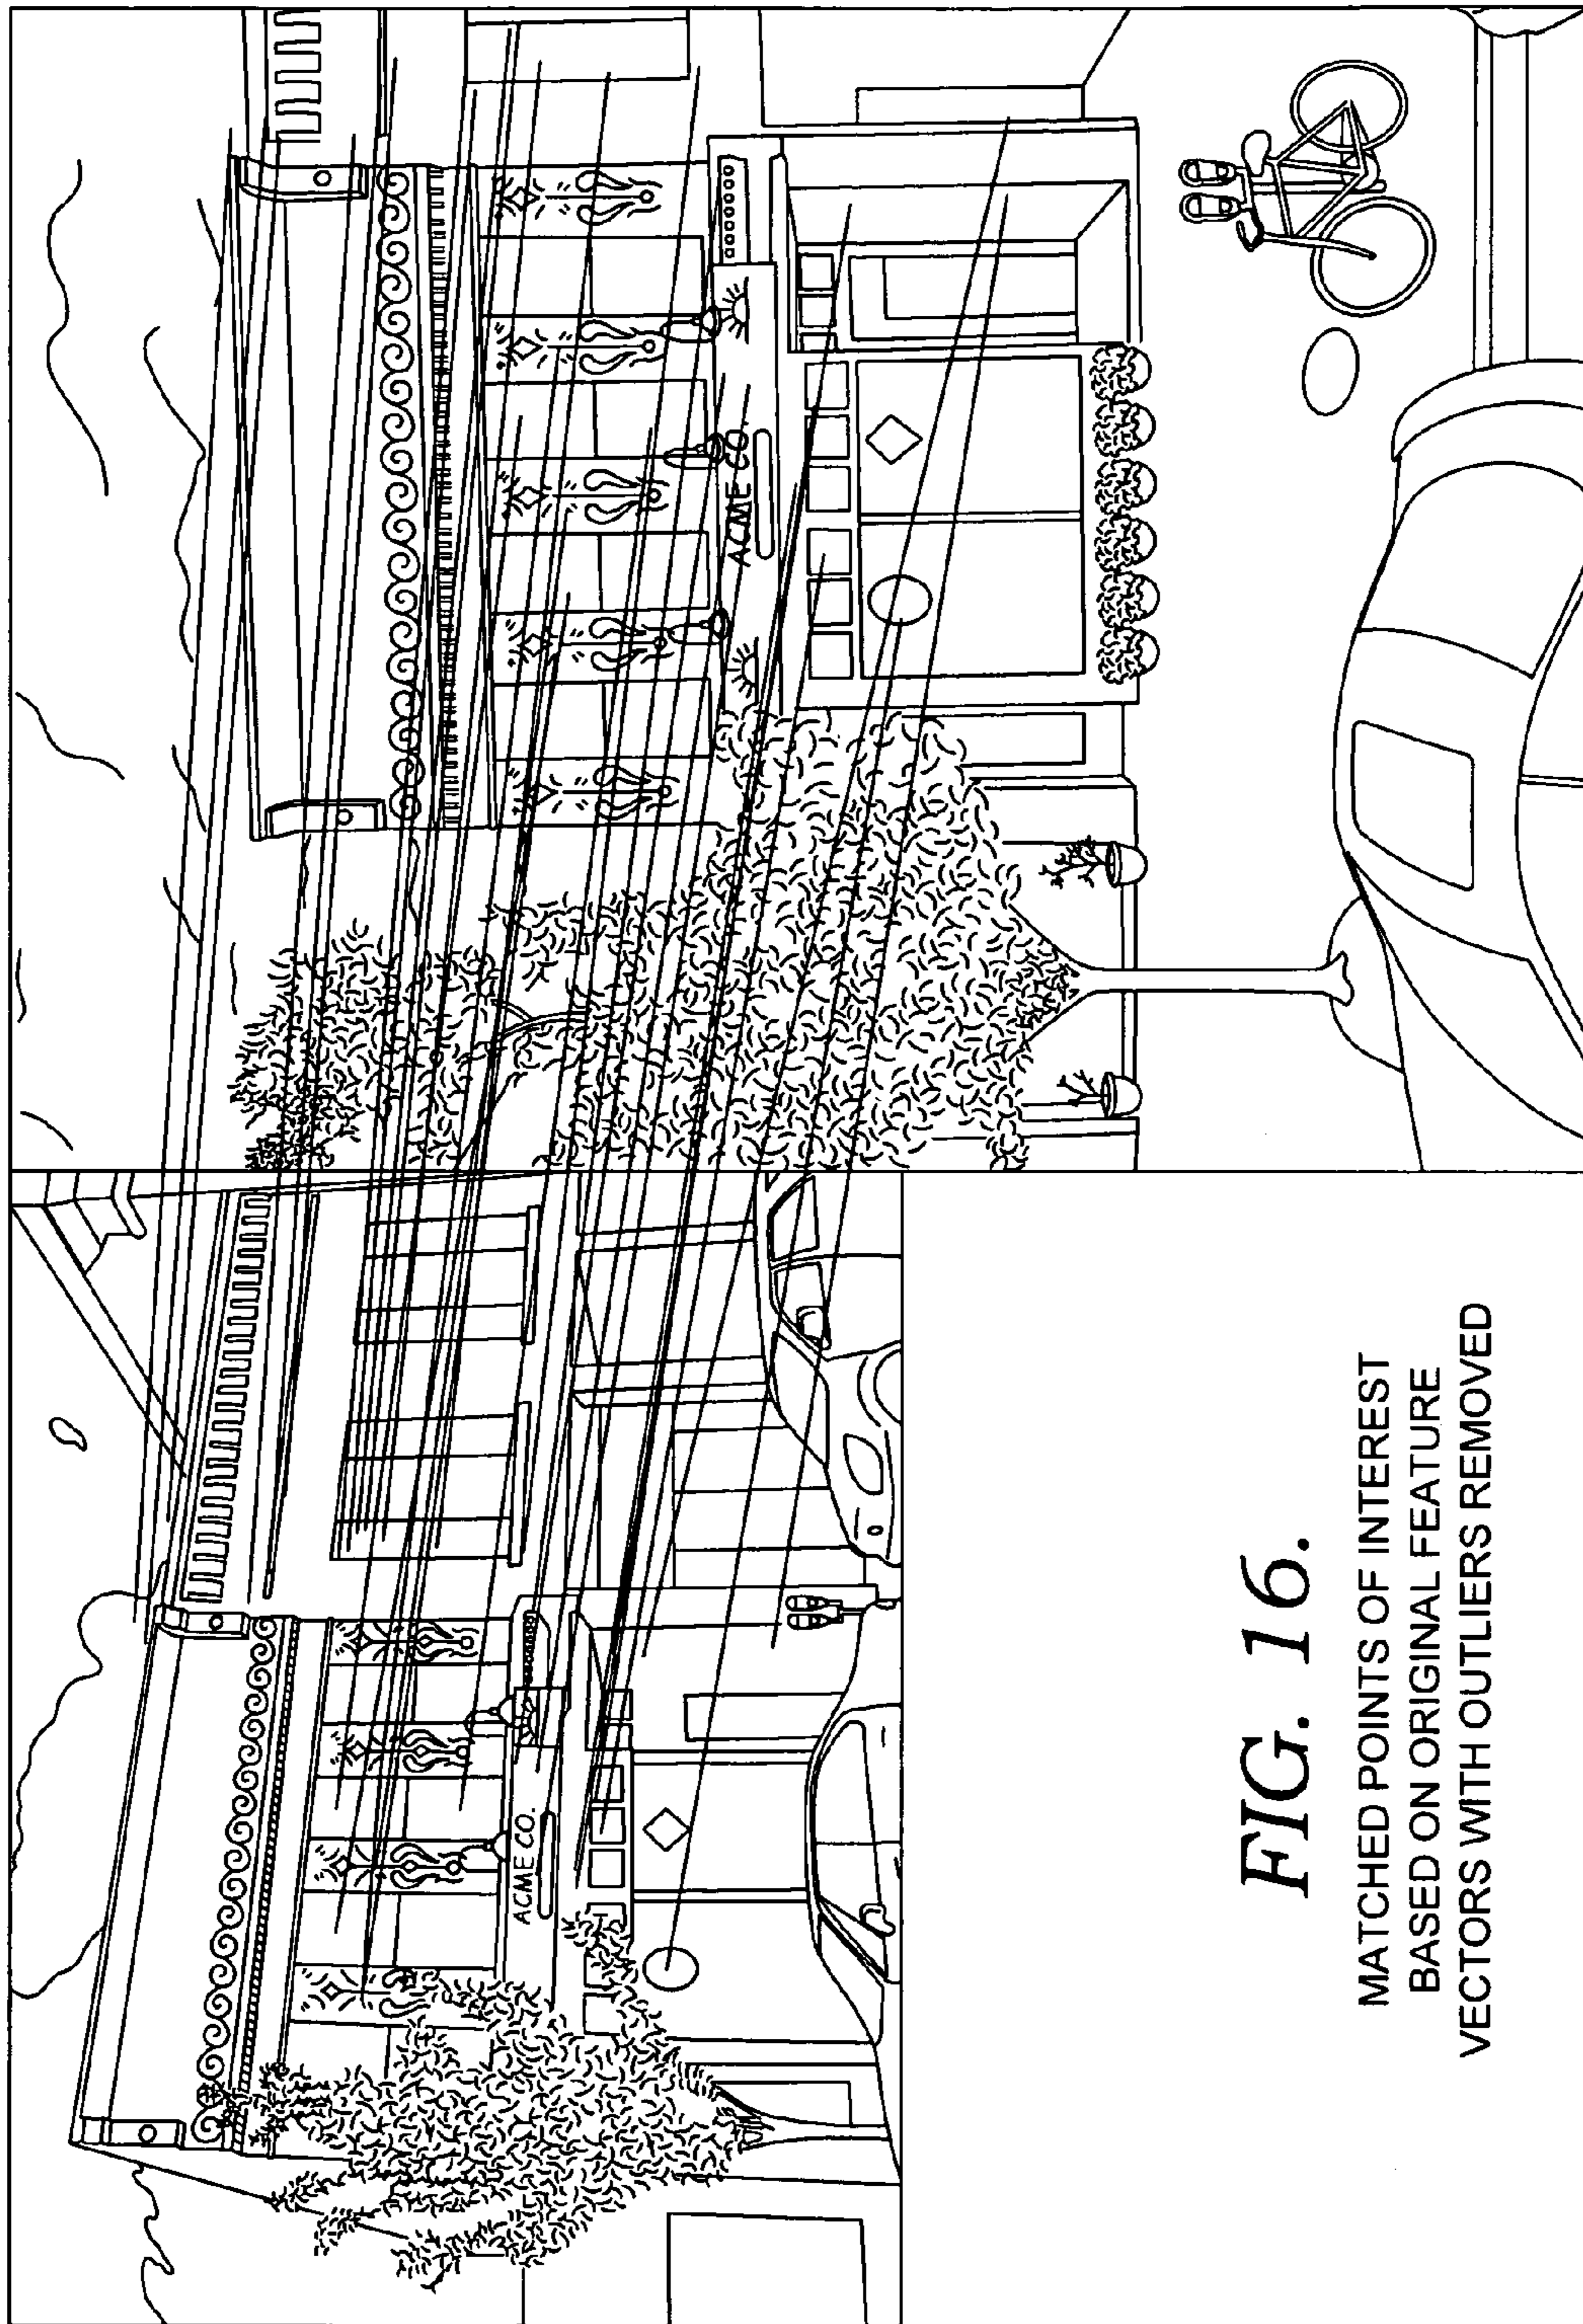 ACME CO.
ACME CO.
FIG. 16.
MATCHED POINTS OF INTEREST
BASED ON ORIGINAL FEATURE
VECTORS WITH OUTLIERS REMOVED